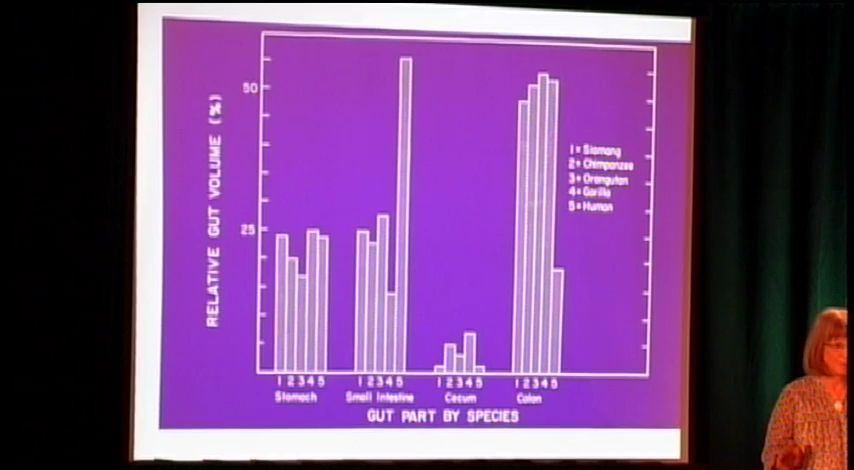 RELATIVE GUT VOLUME (%)
50
25
1 = Siamang
2 = Chimpanzee
3 = Orangutan
4 = Gorilla
5 = Human
1 2 3 4 5 1 2 3 4 5 1 2 3 4 5 1 2 3 4 5
Stomach Small Intestine Cecum Colon
GUT PART BY SPECIES